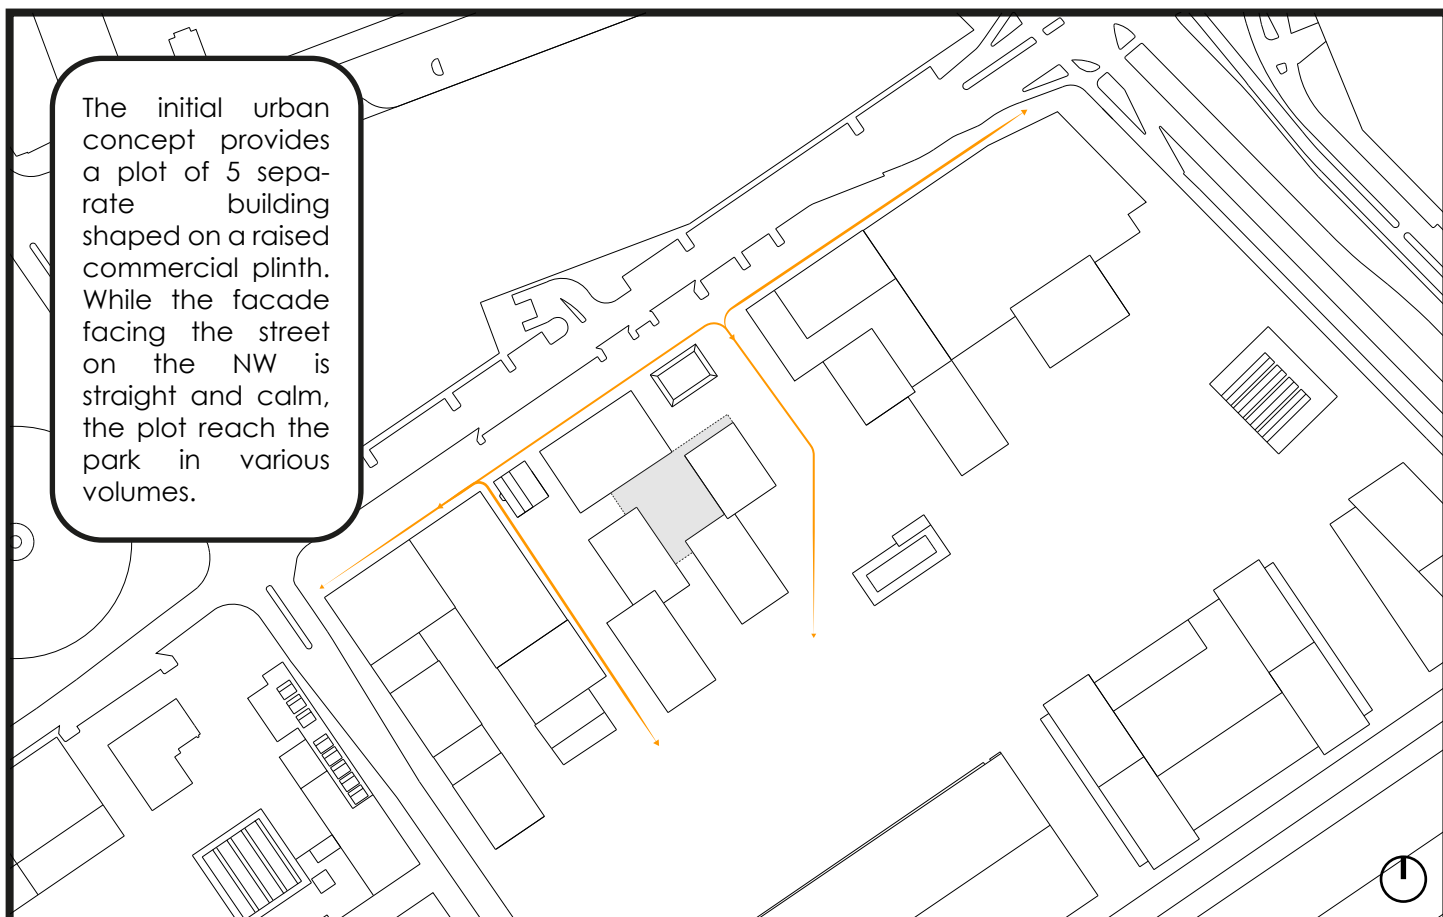 The initial urban
concept provides
a plot of 5 sepa-
rate building
shaped on a raised
commercial plinth.
While the facade
facing the street
on the NW is
straight and calm,
the plot reach the
park in various
volumes.